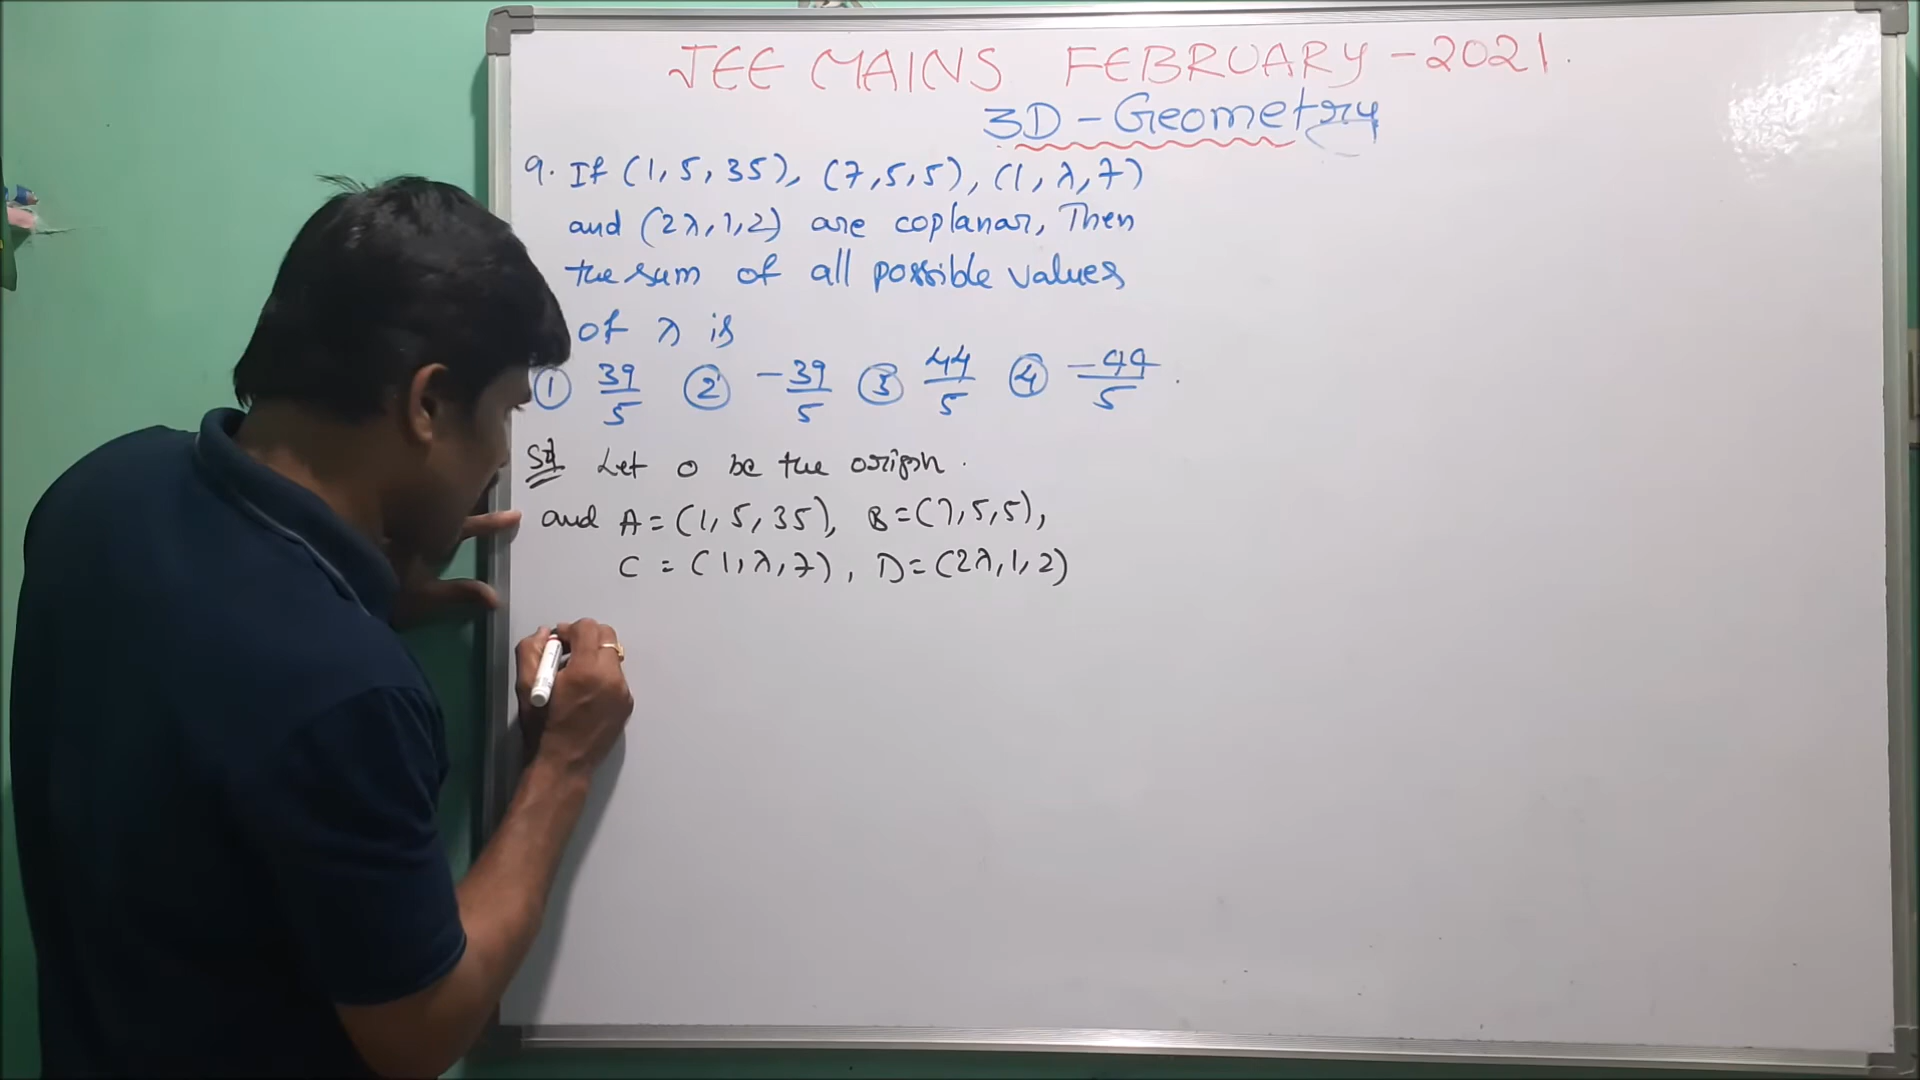 JEE MAINS FEBRUARY - 2021.
3D - Geometry
9. If (1, 5, 35), (7, 5, 5), (1, λ, 7)
and (2λ, 1, 2) are coplanar, Then
the sum of all possible values
of λ is
① 39/5 ② -39/5 ③ 44/5 ④ -44/5 .
Sol Let O be the origin.
and A = (1, 5, 35), B = (7, 5, 5),
C = (1, λ, 7), D = (2λ, 1, 2)